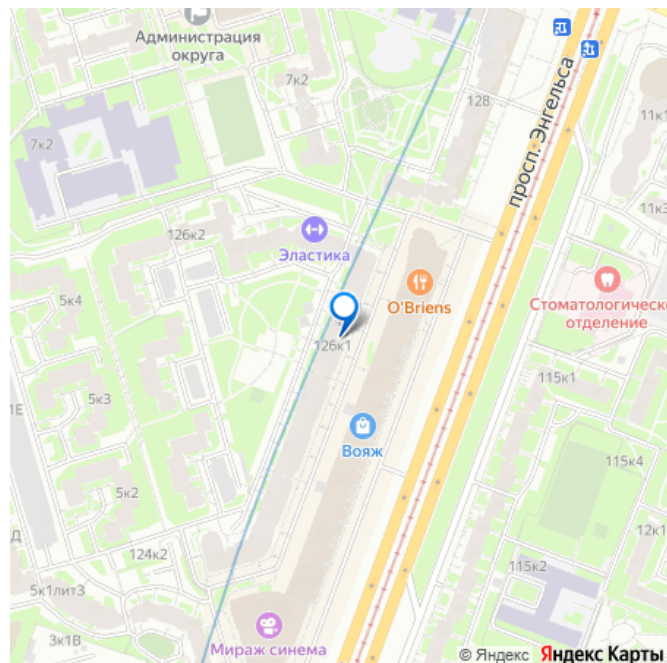 Администрация
округа
7к2
7к2
128
просп. Энгельса
11к1
11к3
126к2
Эластика
O'Briens
Стоматологическое
отделение
5к4
126к1
115к1
1Е
5к3
Вояж
115к4
5к2
Д
124к2
12к1
115к2
5к1лит3
3к1В
Мираж синема
© Яндекс Яндекс Карты